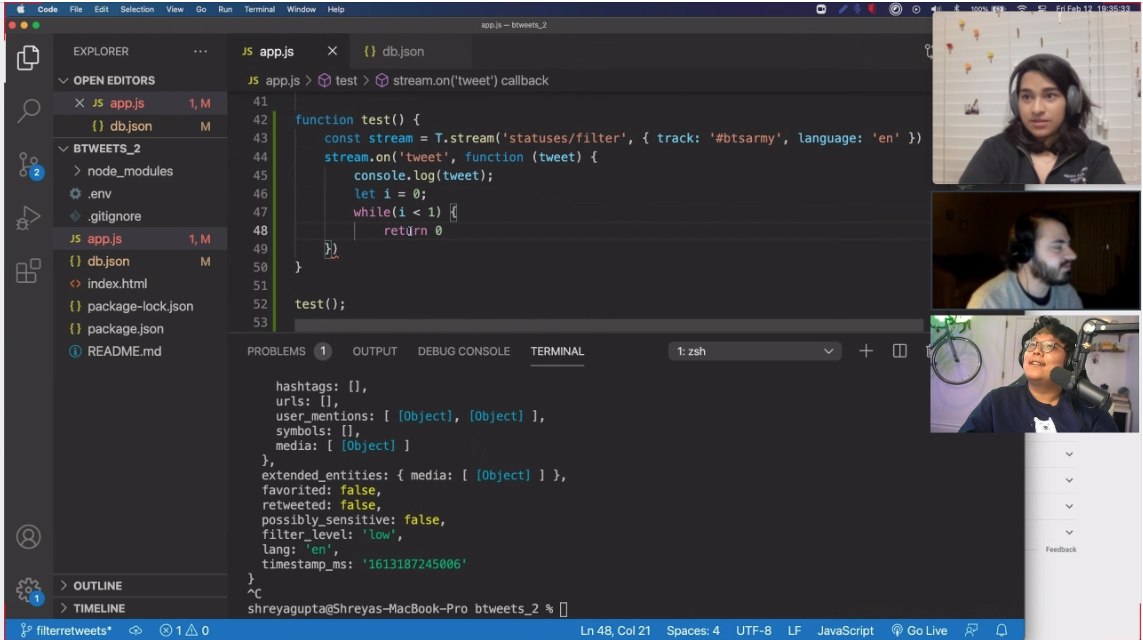 Code File Edit Selection View Go Run Terminal Window Help 100% Fri Feb 12 19:35:33
app.js — btweets_2
EXPLORER ...
JS app.js
{} db.json
OPEN EDITORS
JS app.js > test > stream.on('tweet') callback
JS app.js 1, M
{} db.json M
BTWEETS_2
node_modules
.env
.gitignore
JS app.js 1, M
{} db.json M
index.html
{} package-lock.json
{} package.json
README.md
OUTLINE
TIMELINE
2
1
41
42 function test() {
43 const stream = T.stream('statuses/filter', { track: '#btsarmy', language: 'en' })
44 stream.on('tweet', function (tweet) {
45 console.log(tweet);
46 let i = 0;
47 while(i < 1) {
48 return 0
49 })
50 }
51
52 test();
53
PROBLEMS 1 OUTPUT DEBUG CONSOLE TERMINAL 1: zsh
hashtags: [],
urls: [],
user_mentions: [ [Object], [Object] ],
symbols: [],
media: [ [Object] ]
},
extended_entities: { media: [ [Object] ] },
favorited: false,
retweeted: false,
possibly_sensitive: false,
filter_level: 'low',
lang: 'en',
timestamp_ms: '1613187245006'
}
^C
shreyagupta@Shreyas-MacBook-Pro btweets_2 %
Feedback
filterretweets* 1 0 Ln 48, Col 21 Spaces: 4 UTF-8 LF JavaScript Go Live